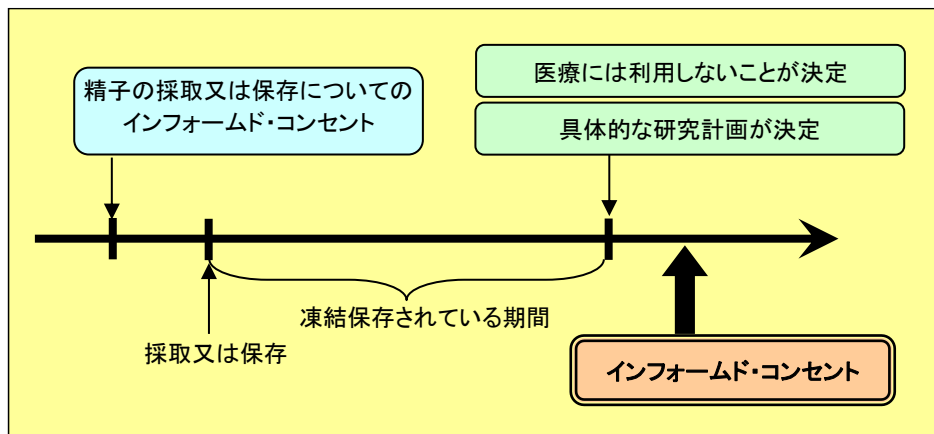 精子の採取又は保存についての
インフォームド・コンセント
医療には利用しないことが決定
具体的な研究計画が決定
凍結保存されている期間
採取又は保存
インフォームド・コンセント